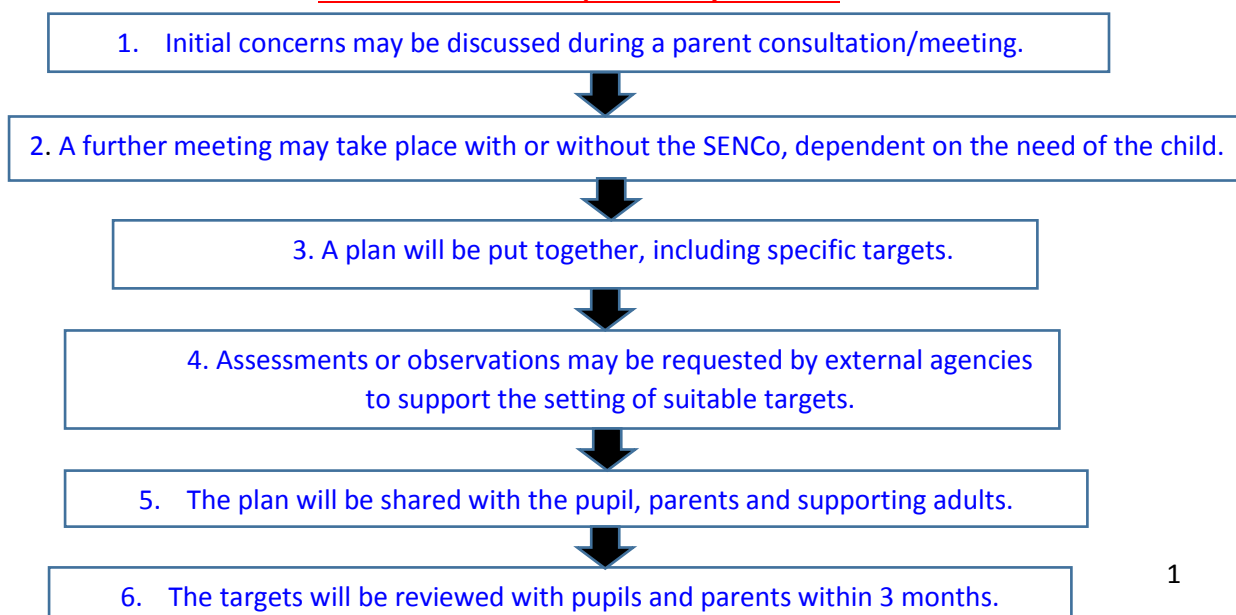 1. Initial concerns may be discussed during a parent consultation/meeting.
2. A further meeting may take place with or without the SENCo, dependent on the need of the child.
3. A plan will be put together, including specific targets.
4. Assessments or observations may be requested by external agencies
to support the setting of suitable targets.
5. The plan will be shared with the pupil, parents and supporting adults.
6. The targets will be reviewed with pupils and parents within 3 months.
1